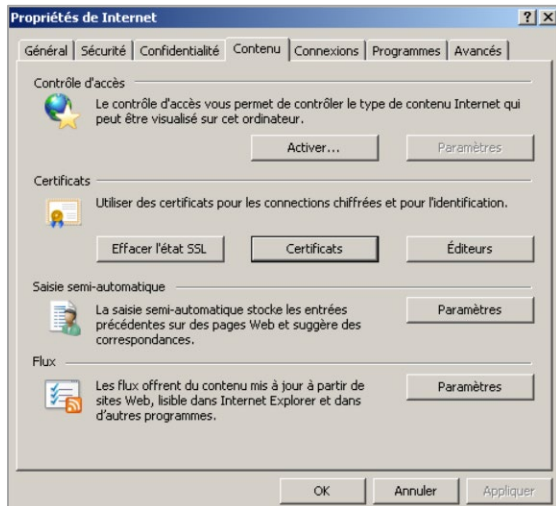 Propriétés de Internet
Général Sécurité Confidentialité Contenu Connexions Programmes Avancés
Contrôle d'accès
Le contrôle d'accès vous permet de contrôler le type de contenu Internet qui
peut être visualisé sur cet ordinateur.
Activer... Paramètres
Certificats
Utiliser des certificats pour les connections chiffrées et pour l'identification.
Effacer l'état SSL Certificats Éditeurs
Saisie semi-automatique
La saisie semi-automatique stocke les entrées
précédentes sur des pages Web et suggère des
correspondances.
Paramètres
Flux
Les flux offrent du contenu mis à jour à partir de
sites Web, lisible dans Internet Explorer et dans
d'autres programmes.
Paramètres
OK Annuler Appliquer